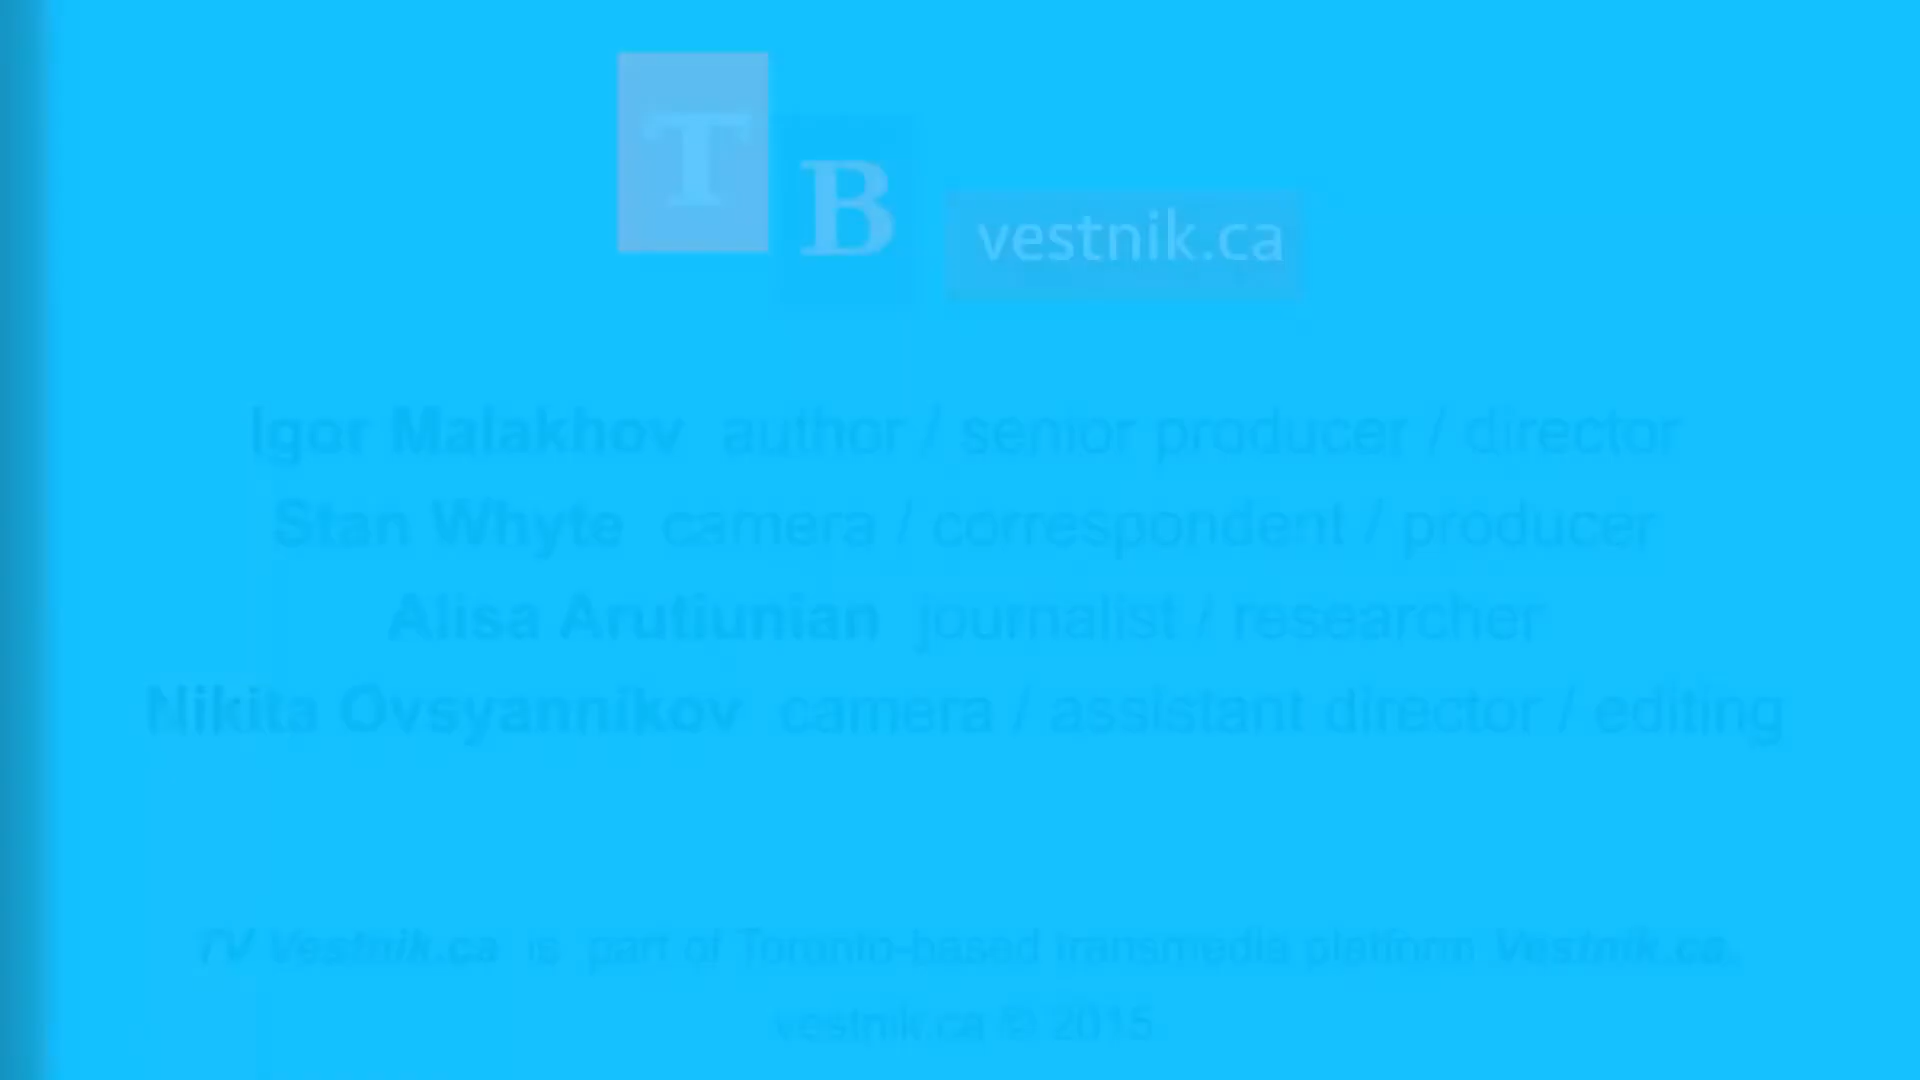 TB vestnik.ca
Igor Malakhov author / senior producer / director
Stan Whyte camera / correspondent / producer
Alisa Arutiunian journalist / researcher
Nikita Ovsyannikov camera / assistant director / editing
TV Vestnik.ca is part of Toronto-based transmedia platform Vestnik.ca.
vestnik.ca © 2015